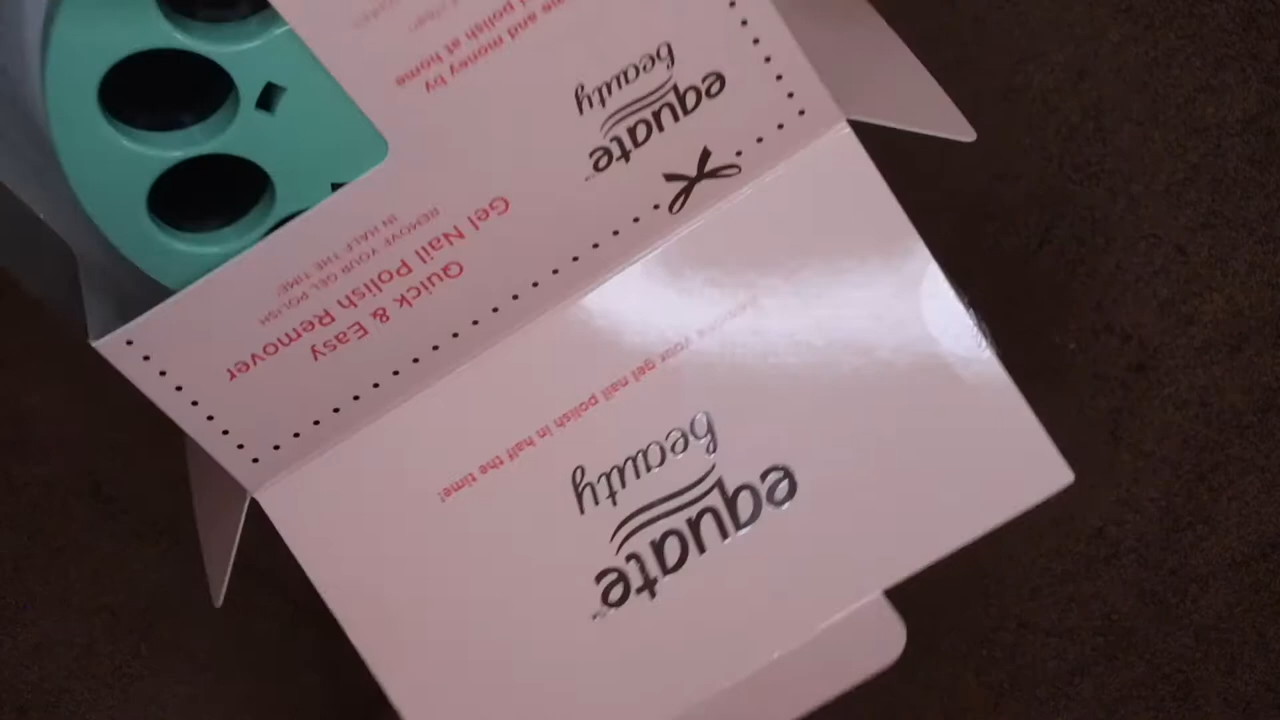 equate
beauty
Remove your gel nail polish in half the time!
equate
beauty
and money by
polish at home
Quick & Easy
Gel Nail Polish Remover
REMOVE YOUR GEL POLISH
IN HALF THE TIME*